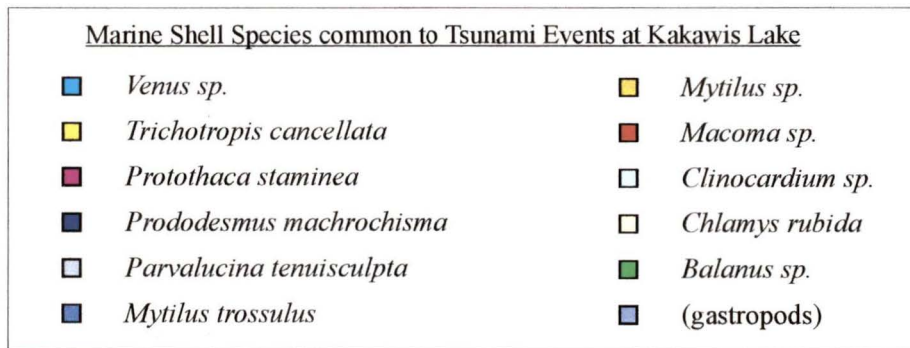 Marine Shell Species common to Tsunami Events at Kakawis Lake
Venus sp.
Trichotropis cancellata
Protothaca staminea
Prododesmus machrochisma
Parvalucina tenuisculpta
Mytilus trossulus
Mytilus sp.
Macoma sp.
Clinocardium sp.
Chlamys rubida
Balanus sp.
(gastropods)